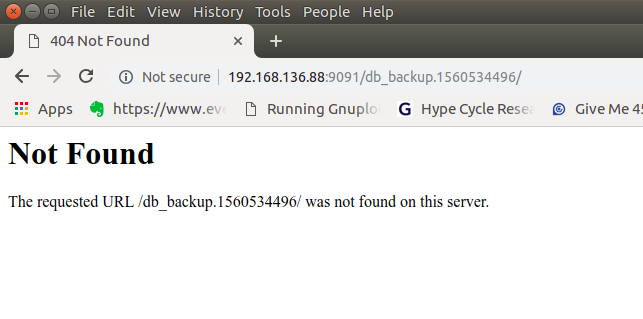 File Edit View History Tools People Help
404 Not Found
Not secure 192.168.136.88:9091/db_backup.1560534496/
Apps https://www.eve Running Gnuplo G Hype Cycle Resea Give Me 45
Not Found
The requested URL /db_backup.1560534496/ was not found on this server.